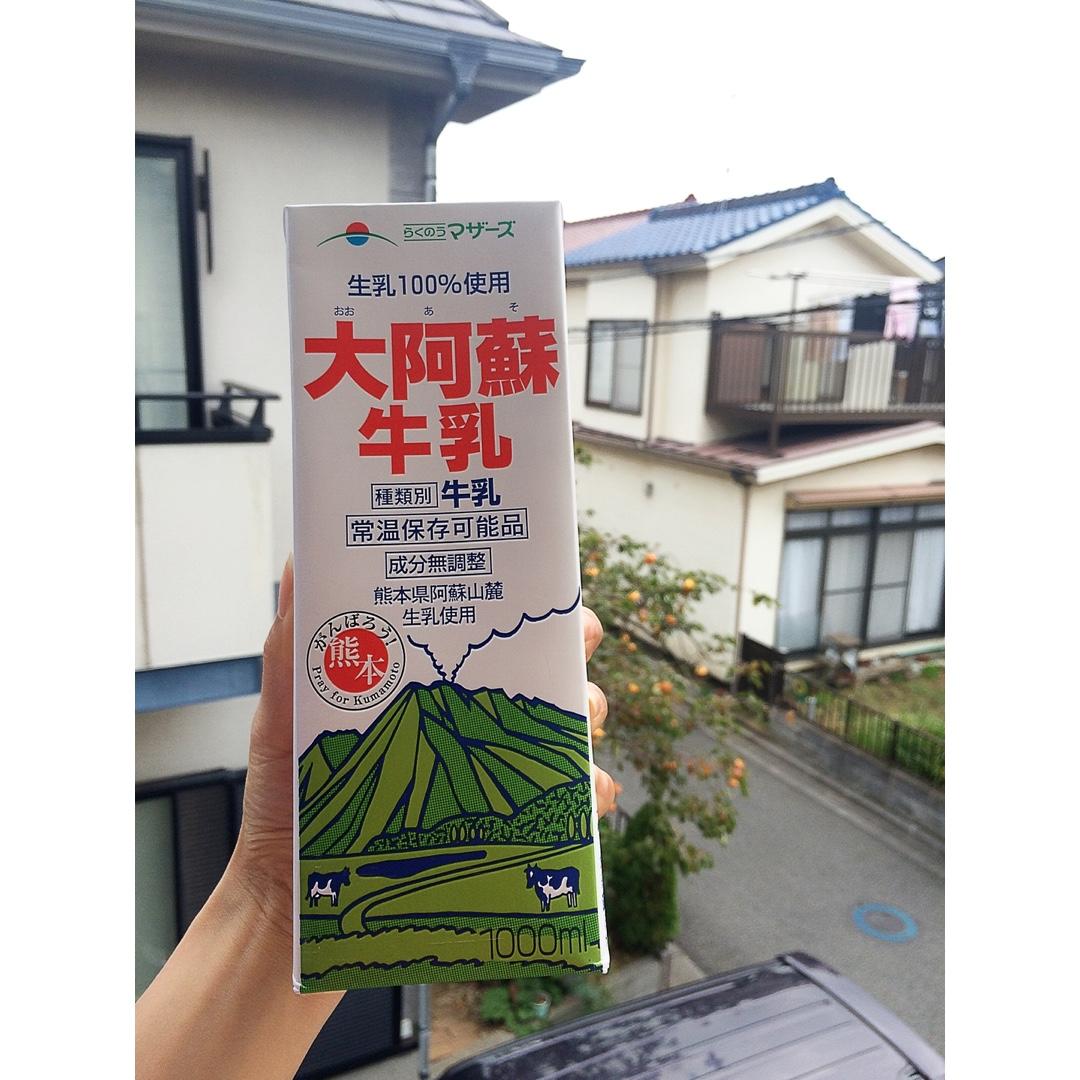 らくのうマザーズ
生乳100%使用
おお あ そ
大阿蘇
牛乳
種類別 牛乳
常温保存可能品
成分無調整
熊本県阿蘇山麓
生乳使用
がんばろう!
熊本
Pray for Kumamoto
1000ml